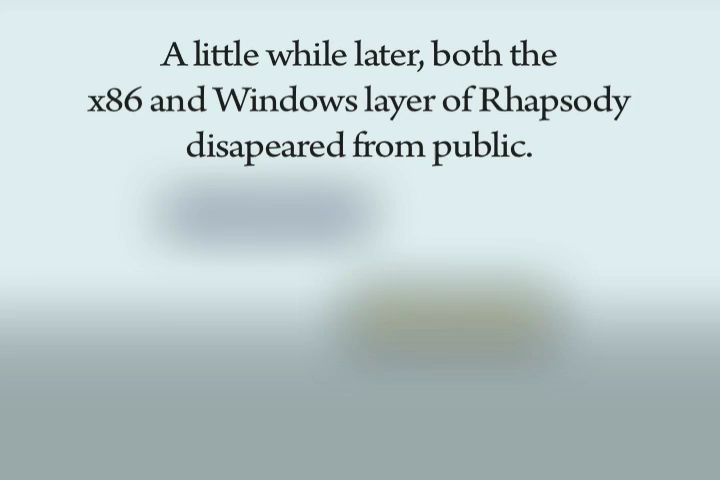 A little while later, both the
x86 and Windows layer of Rhapsody
disapeared from public.